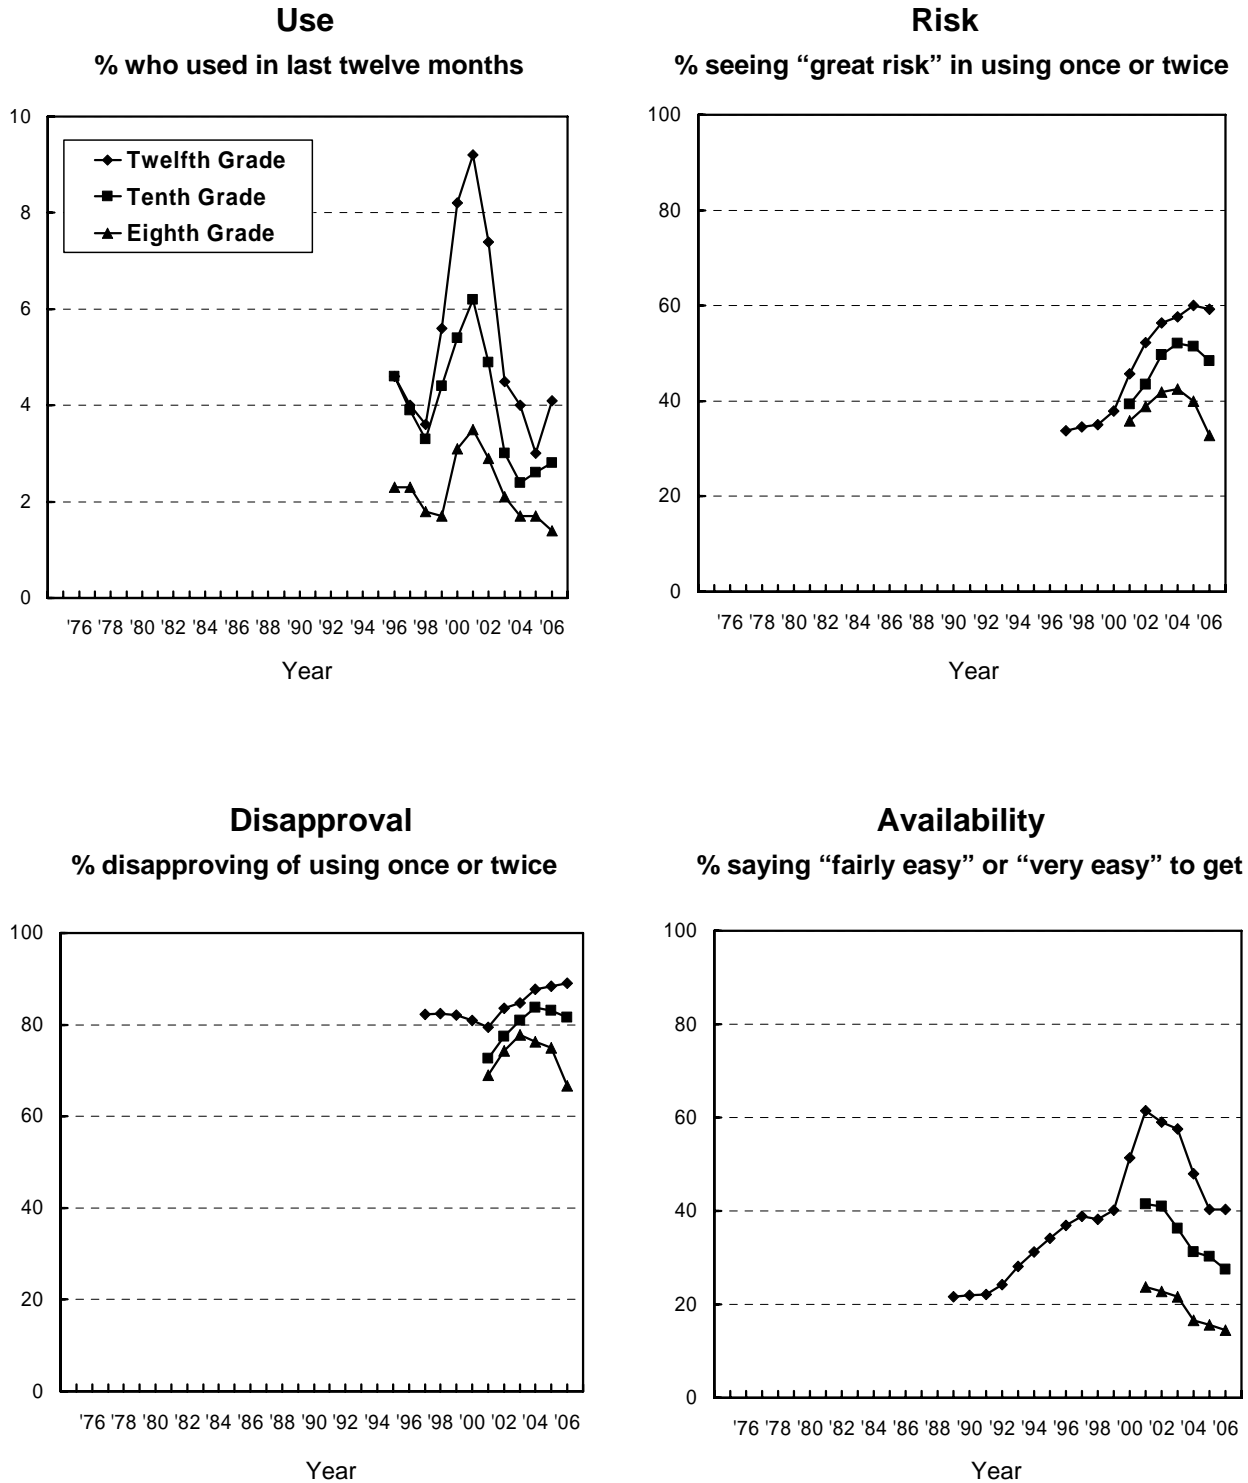 Use
% who used in last twelve months
10
8
6
4
2
0
Twelfth Grade
Tenth Grade
Eighth Grade
'76 '78 '80 '82 '84 '86 '88 '90 '92 '94 '96 '98 '00 '02 '04 '06
Year
Risk
% seeing “great risk” in using once or twice
100
80
60
40
20
0
'76 '78 '80 '82 '84 '86 '88 '90 '92 '94 '96 '98 '00 '02 '04 '06
Year
Disapproval
% disapproving of using once or twice
100
80
60
40
20
0
'76 '78 '80 '82 '84 '86 '88 '90 '92 '94 '96 '98 '00 '02 '04 '06
Year
Availability
% saying “fairly easy” or “very easy” to get
100
80
60
40
20
0
'76 '78 '80 '82 '84 '86 '88 '90 '92 '94 '96 '98 '00 '02 '04 '06
Year